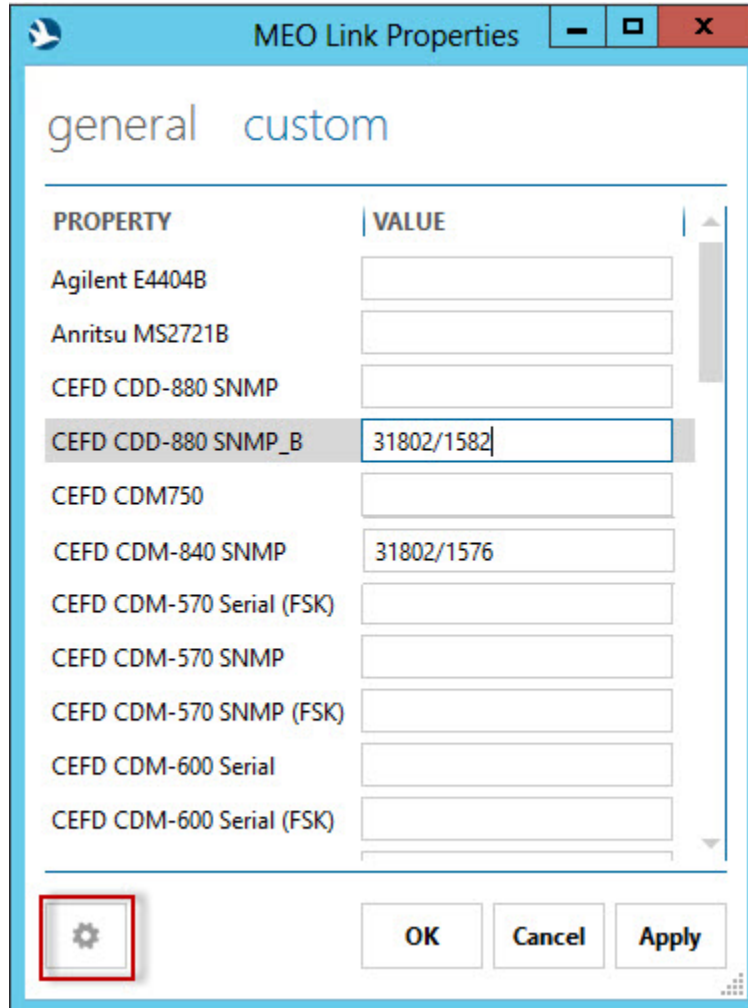 MEO Link Properties
general custom
PROPERTY VALUE
Agilent E4404B
Anritsu MS2721B
CEFD CDD-880 SNMP
CEFD CDD-880 SNMP_B 31802/1582
CEFD CDM750
CEFD CDM-840 SNMP 31802/1576
CEFD CDM-570 Serial (FSK)
CEFD CDM-570 SNMP
CEFD CDM-570 SNMP (FSK)
CEFD CDM-600 Serial
CEFD CDM-600 Serial (FSK)
OK Cancel Apply